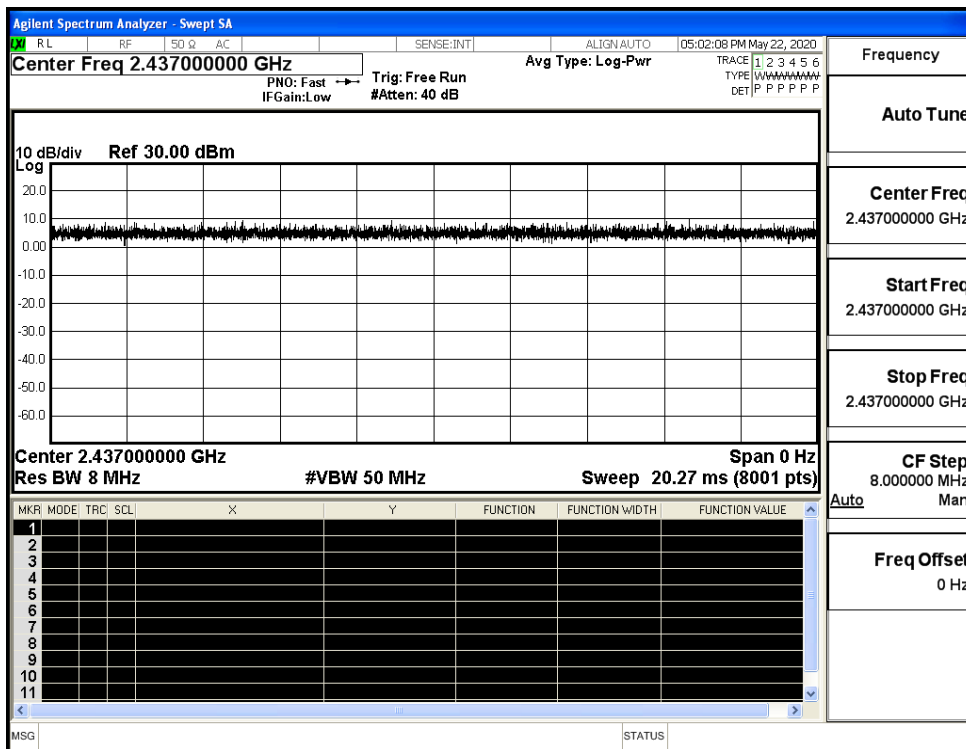 Agilent Spectrum Analyzer - Swept SA
LXI RL RF 50 Ω AC SENSE:INT ALIGN AUTO 05:02:08 PM May 22, 2020
Center Freq 2.437000000 GHz
PNO: Fast
IFGain:Low
Trig: Free Run
#Atten: 40 dB
Avg Type: Log-Pwr
TRACE 1 2 3 4 5 6
TYPE WWWWWW
DET P P P P P P
10 dB/div Ref 30.00 dBm
Log
20.0
10.0
0.00
-10.0
-20.0
-30.0
-40.0
-50.0
-60.0
Center 2.437000000 GHz Span 0 Hz
Res BW 8 MHz #VBW 50 MHz Sweep 20.27 ms (8001 pts)
MKR MODE TRC SCL X Y FUNCTION FUNCTION WIDTH FUNCTION VALUE
1
2
3
4
5
6
7
8
9
10
11
MSG STATUS
Frequency
Auto Tune
Center Freq
2.437000000 GHz
Start Freq
2.437000000 GHz
Stop Freq
2.437000000 GHz
CF Step
8.000000 MHz
Auto Man
Freq Offset
0 Hz